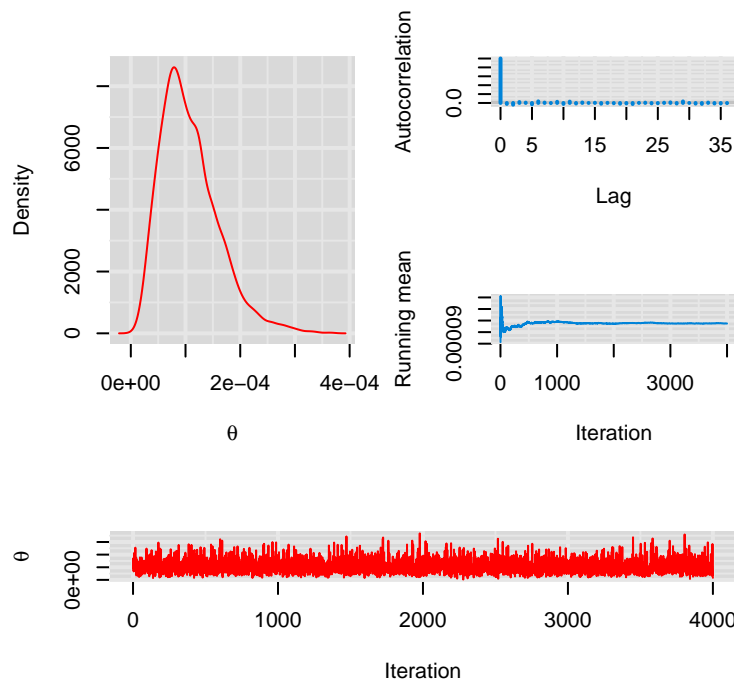 Density
0
2000
6000
0e+00 2e−04 4e−04
θ
Autocorrelation
0.0
0 5 15 25 35
Lag
Running mean
0.00009
0 1000 3000
Iteration
θ
0e+00
0 1000 2000 3000 4000
Iteration